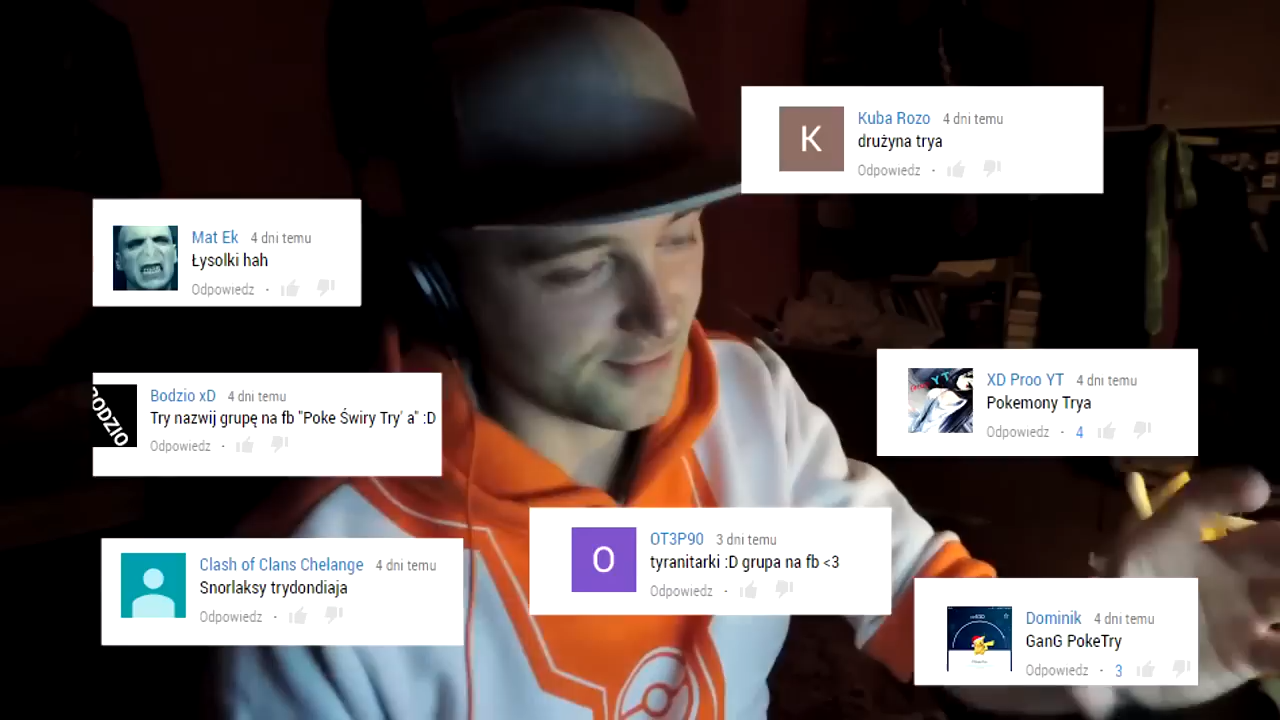 K
Kuba Rozo 4 dni temu
drużyna trya
Odpowiedz ·
Mat Ek 4 dni temu
Łysolki hah
Odpowiedz ·
XD Proo YT 4 dni temu
Pokemony Trya
Odpowiedz · 4
YT
BODZIO
Bodzio xD 4 dni temu
Try nazwij grupę na fb "Poke Świry Try' a" :D
Odpowiedz ·
O
OT3P90 3 dni temu
tyranitarki :D grupa na fb <3
Odpowiedz ·
Clash of Clans Chelange 4 dni temu
Snorlaksy trydondiaja
Odpowiedz ·
Dominik 4 dni temu
GanG PokeTry
Odpowiedz · 3